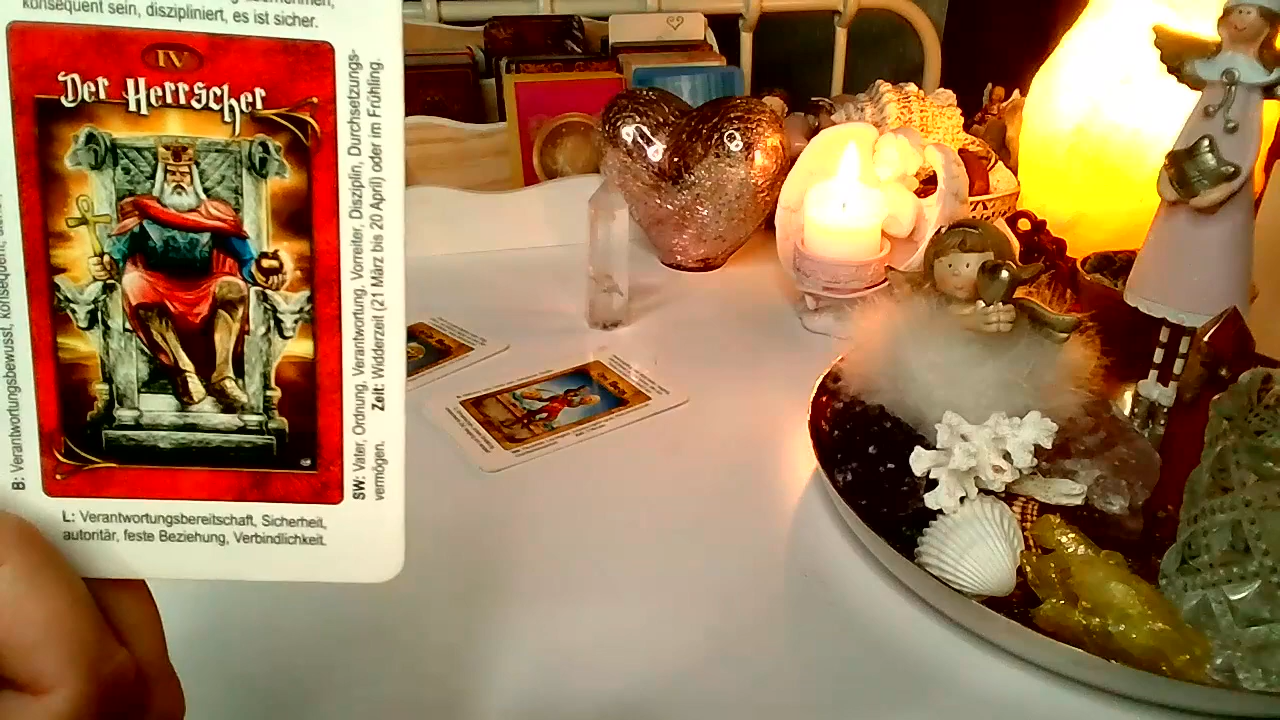 konsequent sein, diszipliniert, es ist sicher.
IV
Der Herrscher
B: Verantwortungsbewusst, konsequent,
SW: Vater, Ordnung, Verantwortung, Vorreiter, Disziplin, Durchsetzungs-
vermögen. Zeit: Widderzeit (21 März bis 20 April) oder im Frühling.
L: Verantwortungsbereitschaft, Sicherheit,
autoritär, feste Beziehung, Verbindlichkeit.